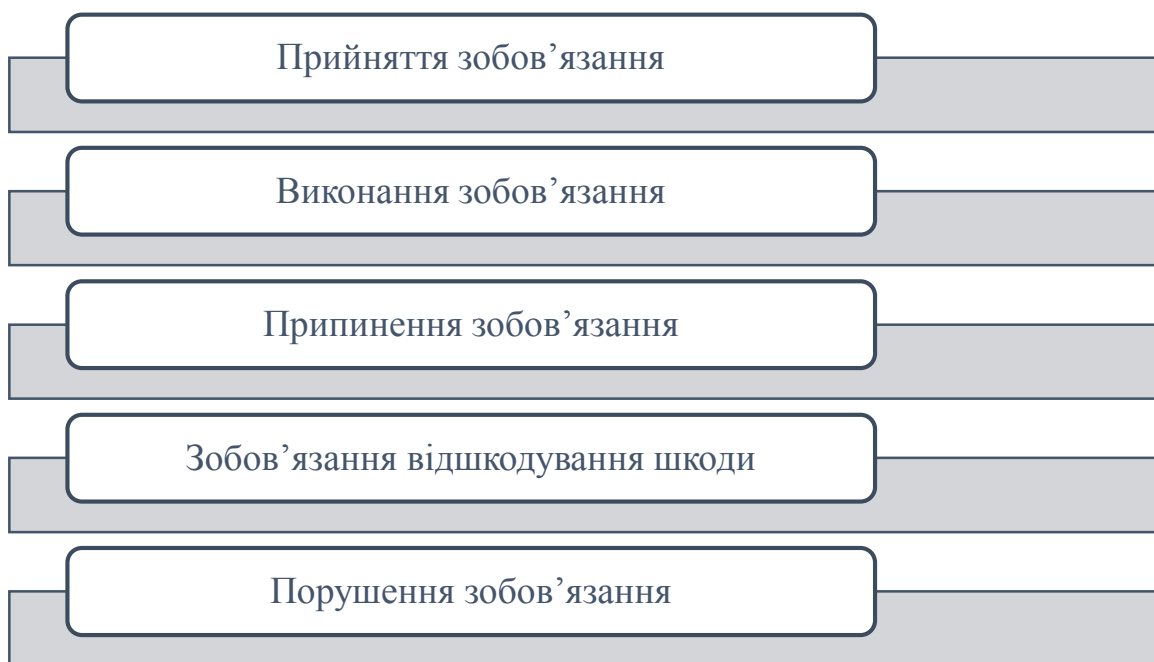 Прийняття зобов’язання
Виконання зобов’язання
Припинення зобов’язання
Зобов’язання відшкодування шкоди
Порушення зобов’язання